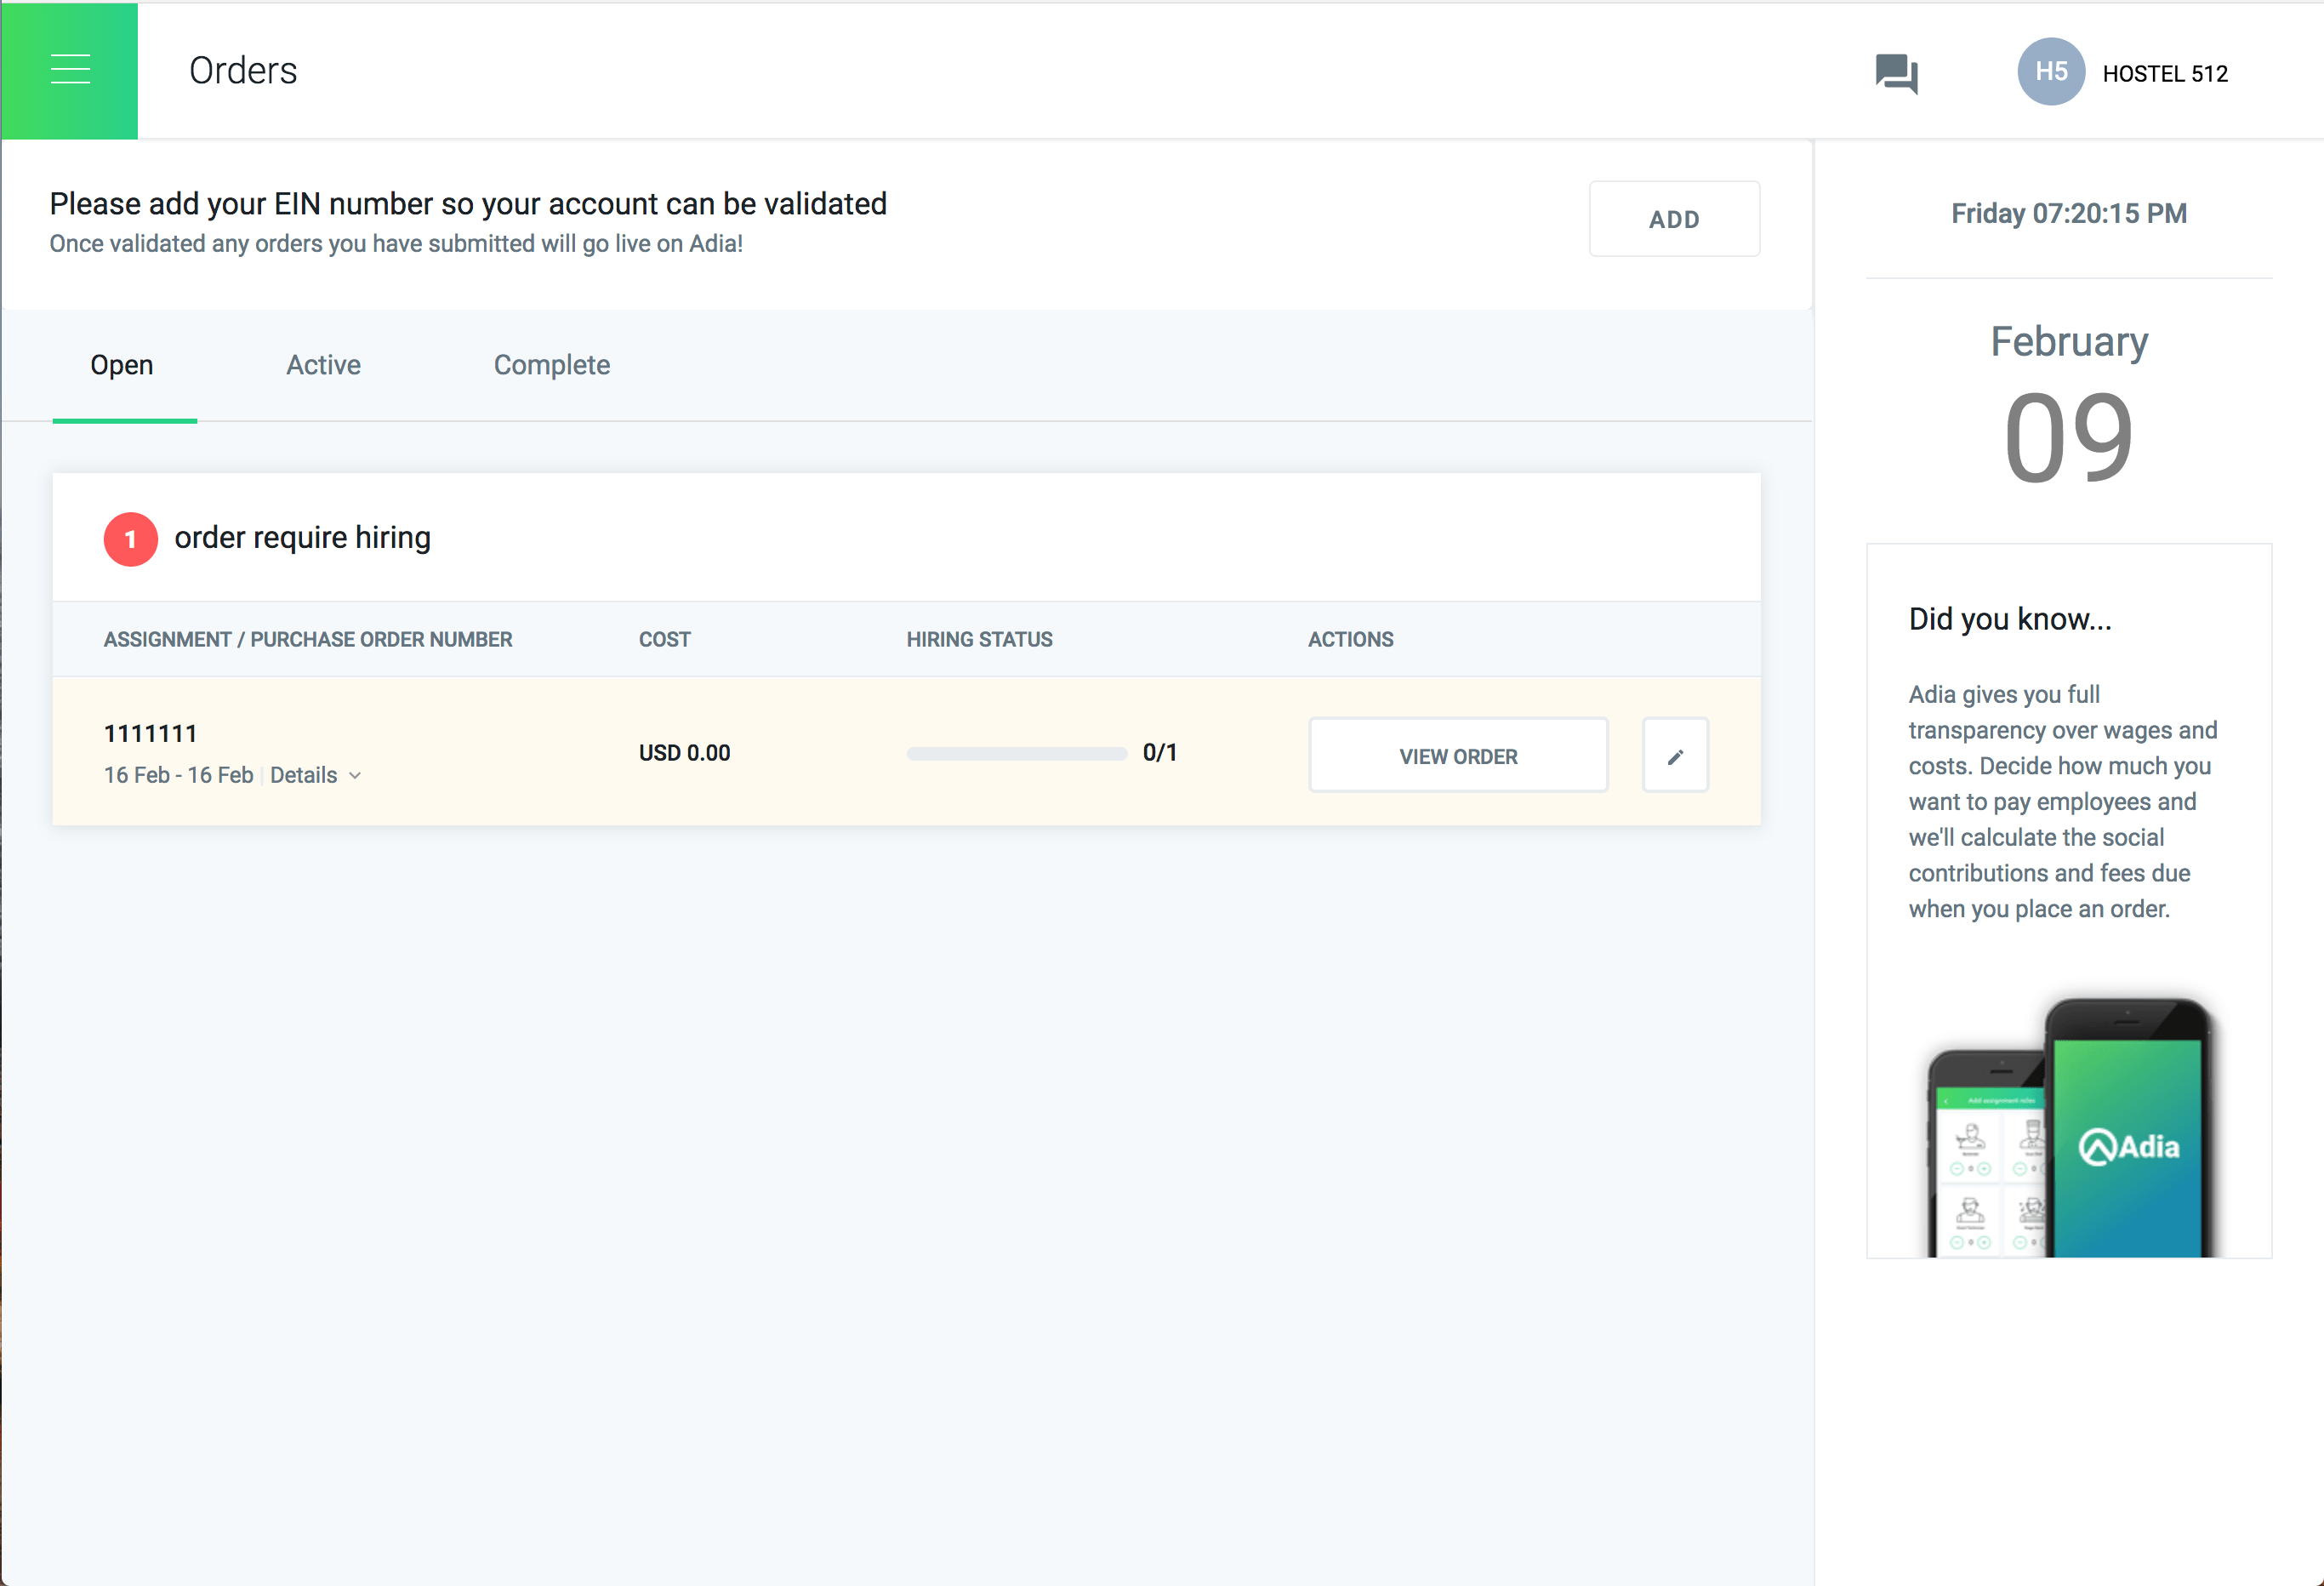 Orders
H5 HOSTEL 512
Please add your EIN number so your account can be validated
Once validated any orders you have submitted will go live on Adia!
ADD
Open Active Complete
1 order require hiring
ASSIGNMENT / PURCHASE ORDER NUMBER COST HIRING STATUS ACTIONS
1111111
16 Feb - 16 Feb Details
USD 0.00
0/1
VIEW ORDER
Friday 07:20:15 PM
February
09
Did you know...
Adia gives you full
transparency over wages and
costs. Decide how much you
want to pay employees and
we'll calculate the social
contributions and fees due
when you place an order.
Add assignment roles
Adia